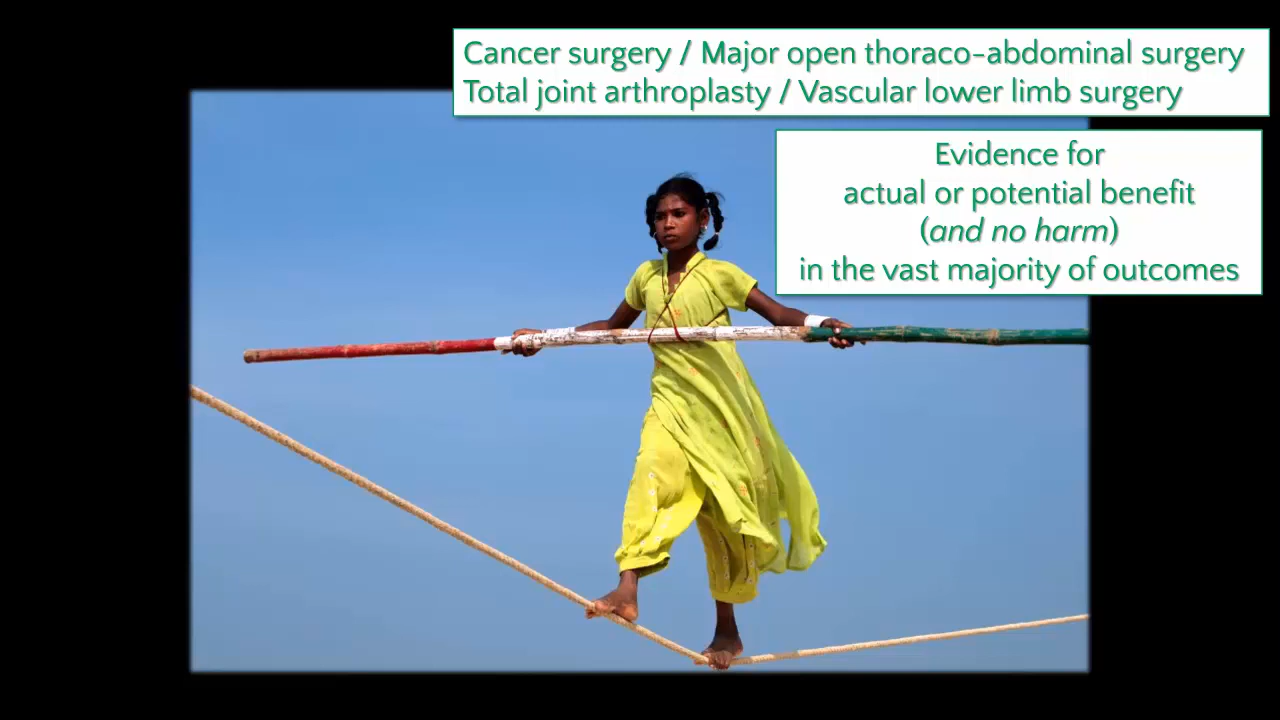 Cancer surgery / Major open thoraco-abdominal surgery
Total joint arthroplasty / Vascular lower limb surgery
Evidence for
actual or potential benefit
(and no harm)
in the vast majority of outcomes